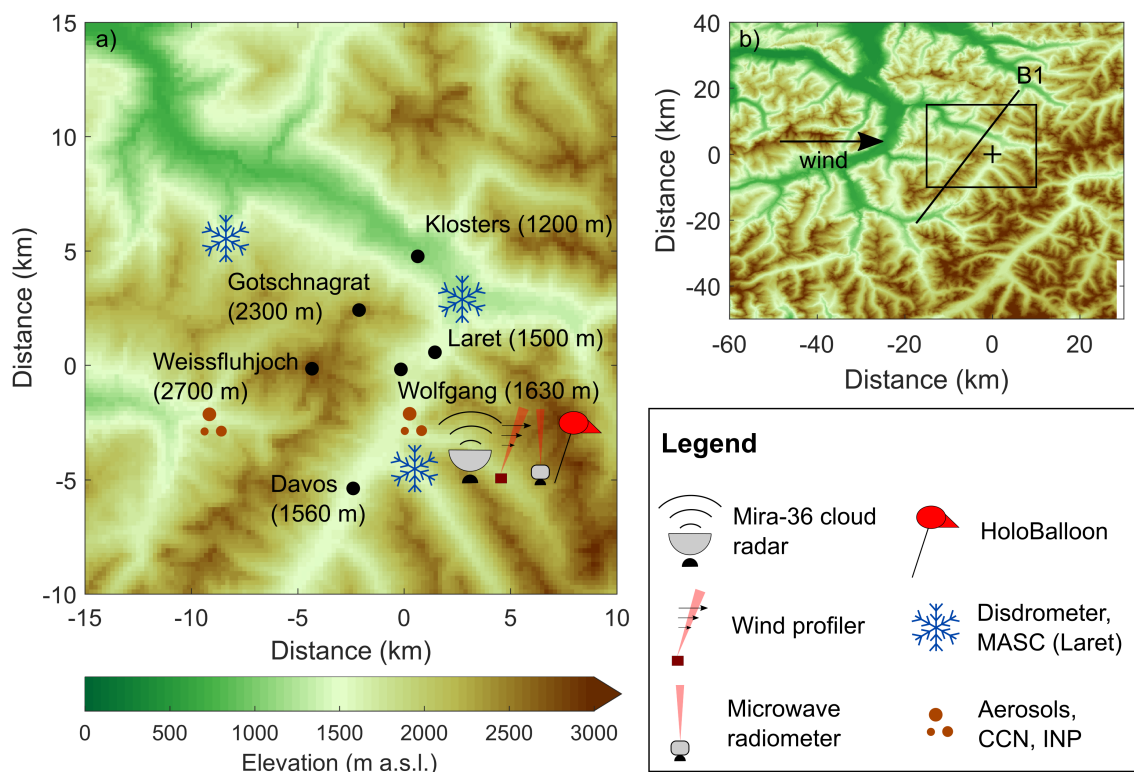 a)
15
10
5
0
-5
-10
Distance (km)
Klosters (1200 m)
Gotschnagrat
(2300 m)
Laret (1500 m)
Weissfluhjoch
(2700 m)
Wolfgang (1630 m)
Davos
(1560 m)
-15
-10
-5
0
5
10
Distance (km)
0
500
1000
1500
2000
2500
3000
Elevation (m a.s.l.)
b)
40
20
0
-20
-40
Distance (km)
B1
wind
-60
-40
-20
0
20
Distance (km)
Legend
Mira-36 cloud
radar
HoloBalloon
Wind profiler
Disdrometer,
MASC (Laret)
Microwave
radiometer
Aerosols,
CCN, INP